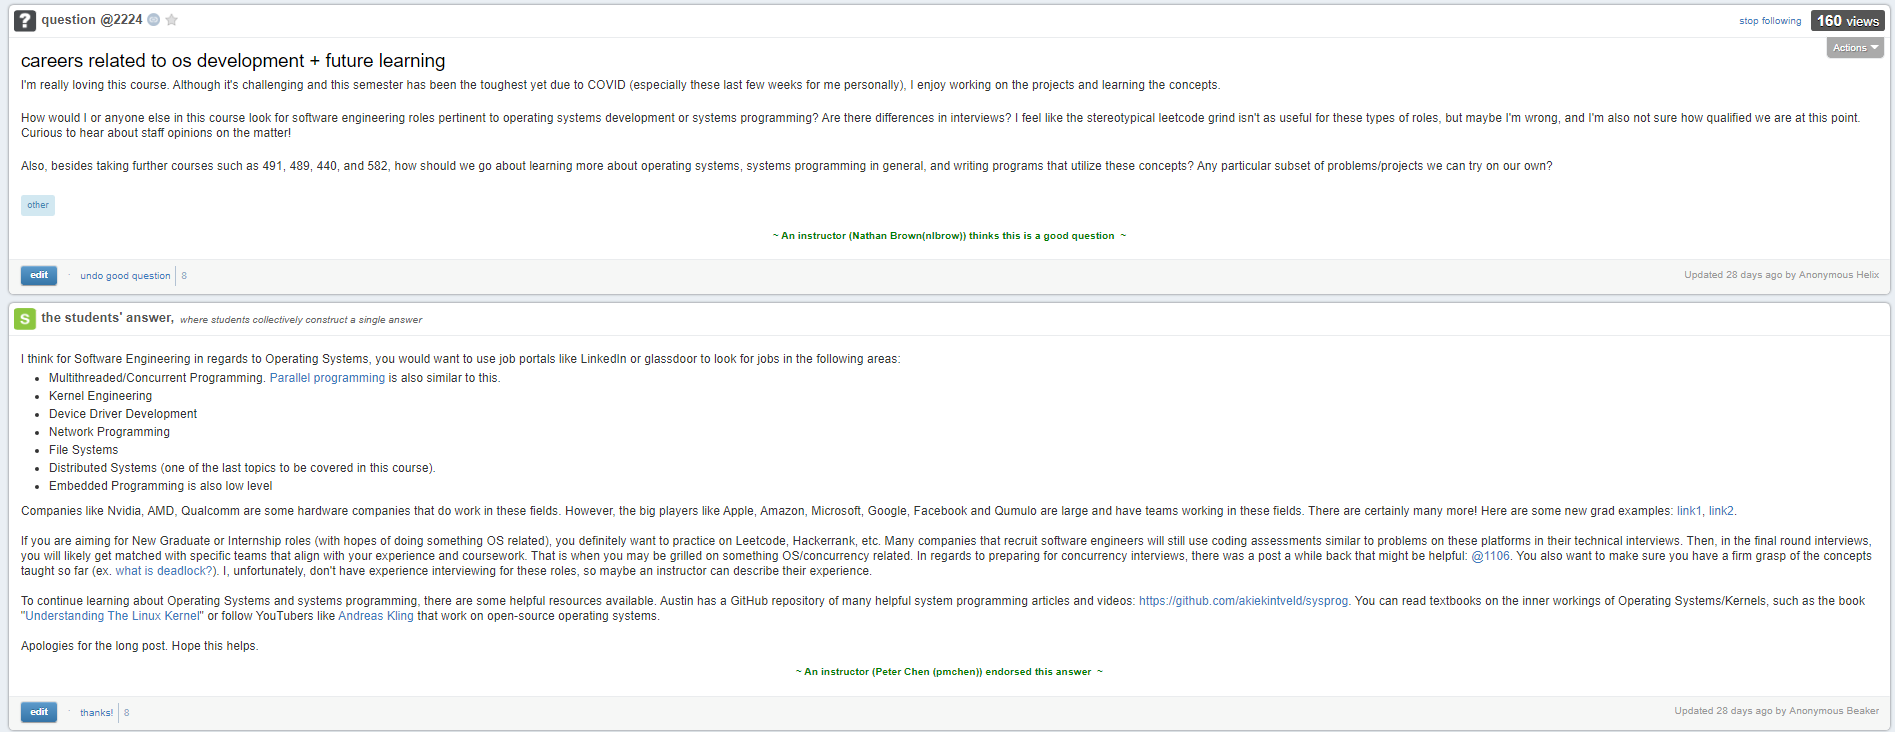 ? question @2224
stop following 160 views
Actions
careers related to os development + future learning
I'm really loving this course. Although it's challenging and this semester has been the toughest yet due to COVID (especially these last few weeks for me personally), I enjoy working on the projects and learning the concepts.
How would I or anyone else in this course look for software engineering roles pertinent to operating systems development or systems programming? Are there differences in interviews? I feel like the stereotypical leetcode grind isn't as useful for these types of roles, but maybe I'm wrong, and I'm also not sure how qualified we are at this point.
Curious to hear about staff opinions on the matter!
Also, besides taking further courses such as 491, 489, 440, and 582, how should we go about learning more about operating systems, systems programming in general, and writing programs that utilize these concepts? Any particular subset of problems/projects we can try on our own?
other
~ An instructor (Nathan Brown(nlbrow)) thinks this is a good question ~
edit · undo good question 8
Updated 28 days ago by Anonymous Helix
S the students' answer, where students collectively construct a single answer
I think for Software Engineering in regards to Operating Systems, you would want to use job portals like LinkedIn or glassdoor to look for jobs in the following areas:
• Multithreaded/Concurrent Programming. Parallel programming is also similar to this.
• Kernel Engineering
• Device Driver Development
• Network Programming
• File Systems
• Distributed Systems (one of the last topics to be covered in this course).
• Embedded Programming is also low level
Companies like Nvidia, AMD, Qualcomm are some hardware companies that do work in these fields. However, the big players like Apple, Amazon, Microsoft, Google, Facebook and Qumulo are large and have teams working in these fields. There are certainly many more! Here are some new grad examples: link1, link2.
If you are aiming for New Graduate or Internship roles (with hopes of doing something OS related), you definitely want to practice on Leetcode, Hackerrank, etc. Many companies that recruit software engineers will still use coding assessments similar to problems on these platforms in their technical interviews. Then, in the final round interviews,
you will likely get matched with specific teams that align with your experience and coursework. That is when you may be grilled on something OS/concurrency related. In regards to preparing for concurrency interviews, there was a post a while back that might be helpful: @1106. You also want to make sure you have a firm grasp of the concepts
taught so far (ex. what is deadlock?). I, unfortunately, don't have experience interviewing for these roles, so maybe an instructor can describe their experience.
To continue learning about Operating Systems and systems programming, there are some helpful resources available. Austin has a GitHub repository of many helpful system programming articles and videos: https://github.com/akiekintveld/sysprog. You can read textbooks on the inner workings of Operating Systems/Kernels, such as the book
"Understanding The Linux Kernel" or follow YouTubers like Andreas Kling that work on open-source operating systems.
Apologies for the long post. Hope this helps.
~ An instructor (Peter Chen (pmchen)) endorsed this answer ~
edit · thanks! 8
Updated 28 days ago by Anonymous Beaker